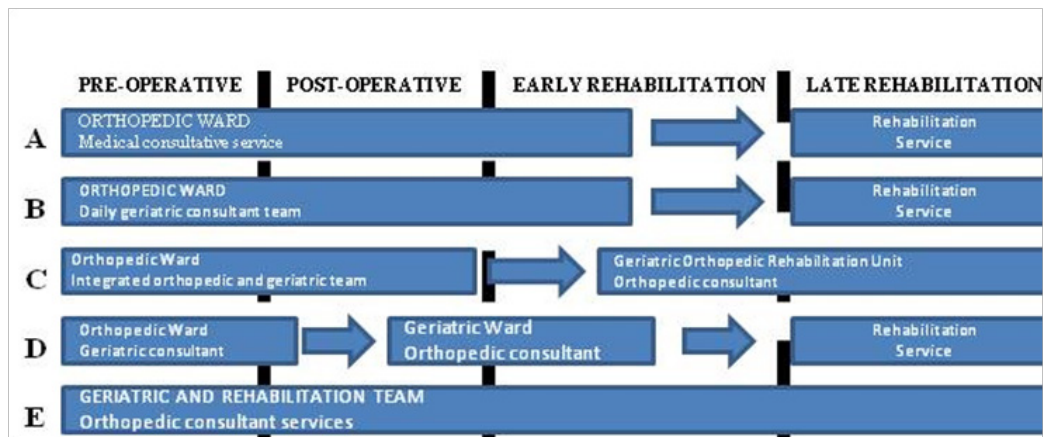 PRE-OPERATIVE POST-OPERATIVE EARLY REHABILITATION LATE REHABILITATION
A
ORTHOPEDIC WARD
Medical consultative service
Rehabilitation
Service
B
ORTHOPEDIC WARD
Daily geriatric consultant team
Rehabilitation
Service
C
Orthopedic Ward
Integrated orthopedic and geriatric team
Geriatric Orthopedic Rehabilitation Unit
Orthopedic consultant
D
Orthopedic Ward
Geriatric consultant
Geriatric Ward
Orthopedic consultant
Rehabilitation
Service
E
GERIATRIC AND REHABILITATION TEAM
Orthopedic consultant services